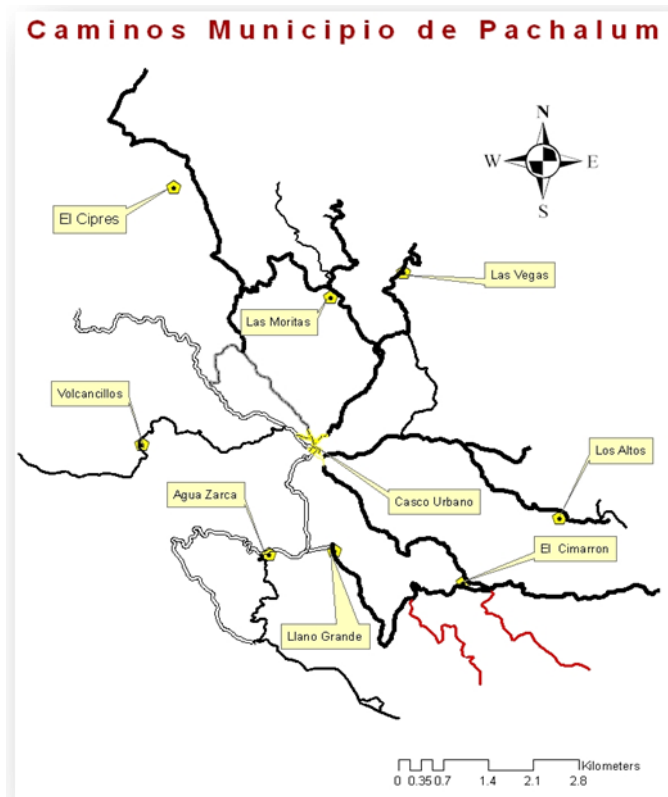 Caminos Municipio de Pachalum
N
W E
S
El Cipres
Las Vegas
Las Moritas
Volcancillos
Los Altos
Agua Zarca
Casco Urbano
El Cimarron
Llano Grande
Kilometers
0 0.35 0.7 1.4 2.1 2.8